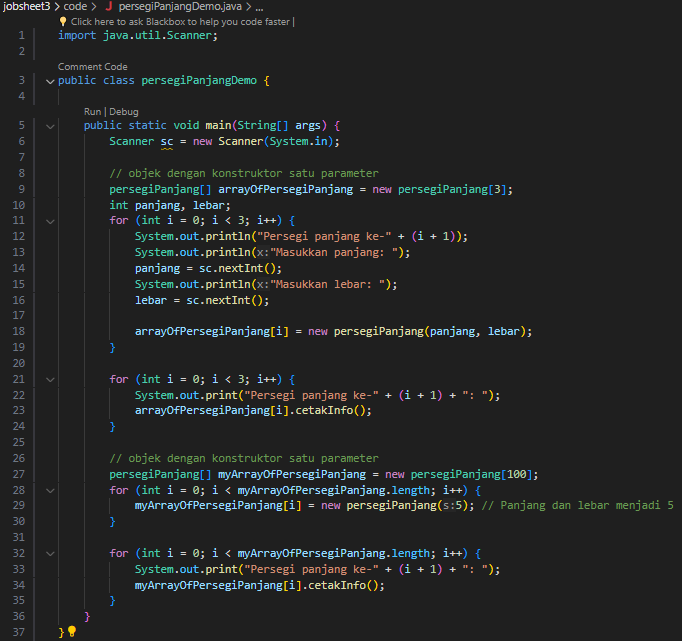 jobsheet3 > code > J persegiPanjangDemo.java > ...
Click here to ask Blackbox to help you code faster |
1 import java.util.Scanner;
2
Comment Code
3 public class persegiPanjangDemo {
4
Run | Debug
5 public static void main(String[] args) {
6 Scanner sc = new Scanner(System.in);
7
8 // objek dengan konstruktor satu parameter
9 persegiPanjang[] arrayOfPersegiPanjang = new persegiPanjang[3];
10 int panjang, lebar;
11 for (int i = 0; i < 3; i++) {
12 System.out.println("Persegi panjang ke-" + (i + 1));
13 System.out.println(x:"Masukkan panjang: ");
14 panjang = sc.nextInt();
15 System.out.println(x:"Masukkan lebar: ");
16 lebar = sc.nextInt();
17
18 arrayOfPersegiPanjang[i] = new persegiPanjang(panjang, lebar);
19 }
20
21 for (int i = 0; i < 3; i++) {
22 System.out.print("Persegi panjang ke-" + (i + 1) + ": ");
23 arrayOfPersegiPanjang[i].cetakInfo();
24 }
25
26 // objek dengan konstruktor satu parameter
27 persegiPanjang[] myArrayOfPersegiPanjang = new persegiPanjang[100];
28 for (int i = 0; i < myArrayOfPersegiPanjang.length; i++) {
29 myArrayOfPersegiPanjang[i] = new persegiPanjang(s:5); // Panjang dan lebar menjadi 5
30 }
31
32 for (int i = 0; i < myArrayOfPersegiPanjang.length; i++) {
33 System.out.print("Persegi panjang ke-" + (i + 1) + ": ");
34 myArrayOfPersegiPanjang[i].cetakInfo();
35 }
36 }
37 }